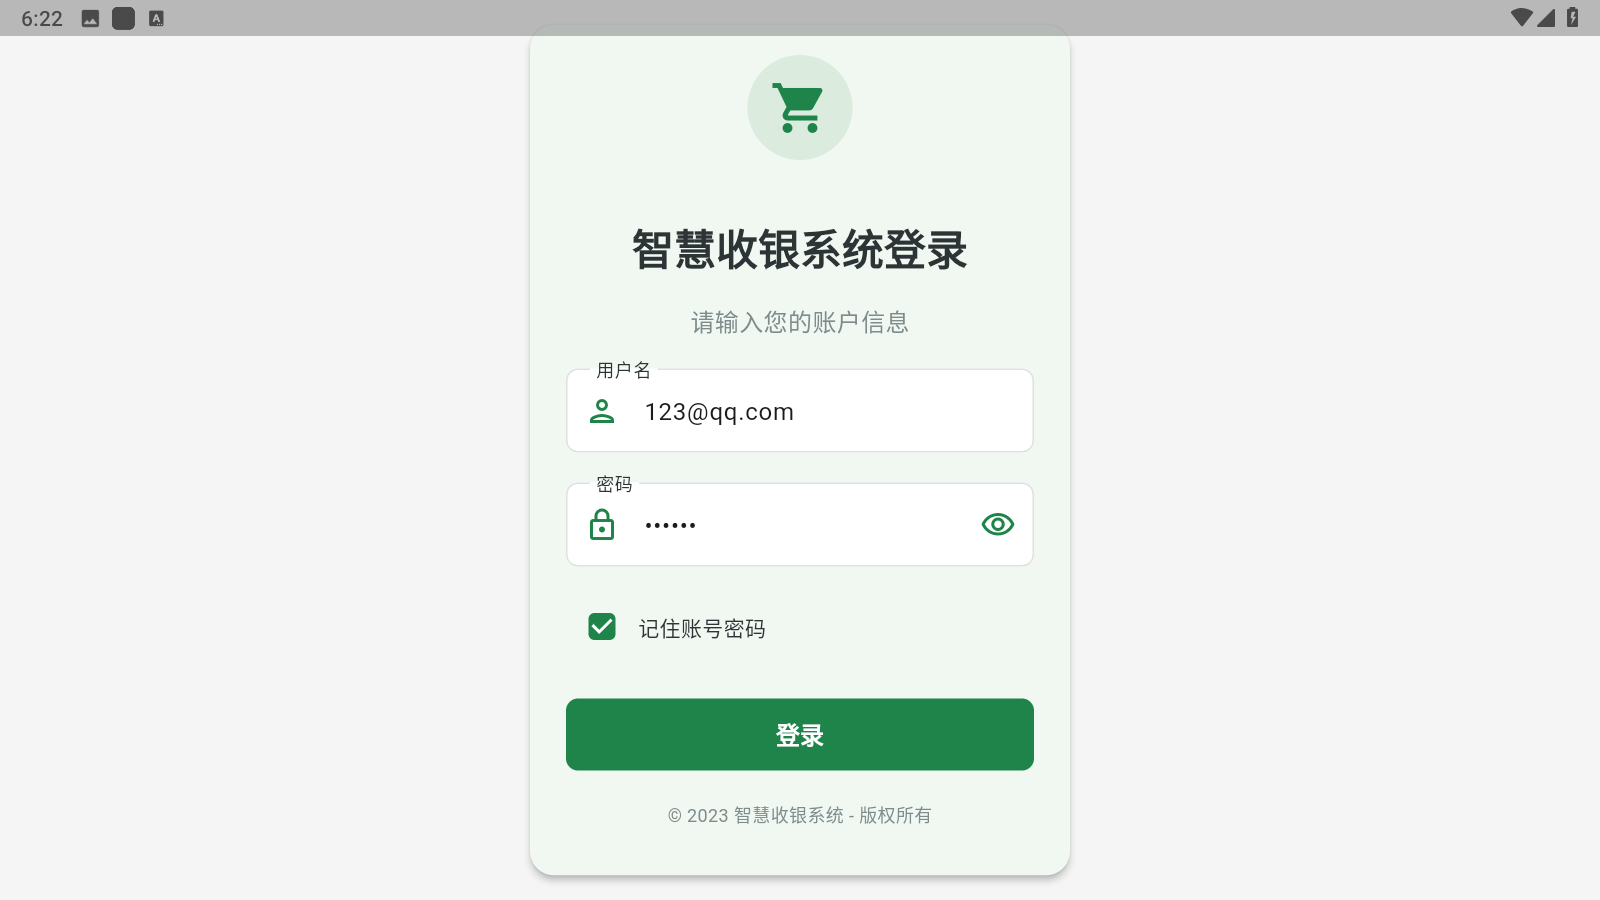 6:22
智慧收银系统登录
请输入您的账户信息
用户名
123@qq.com
密码
••••••
记住账号密码
登录
© 2023 智慧收银系统 - 版权所有